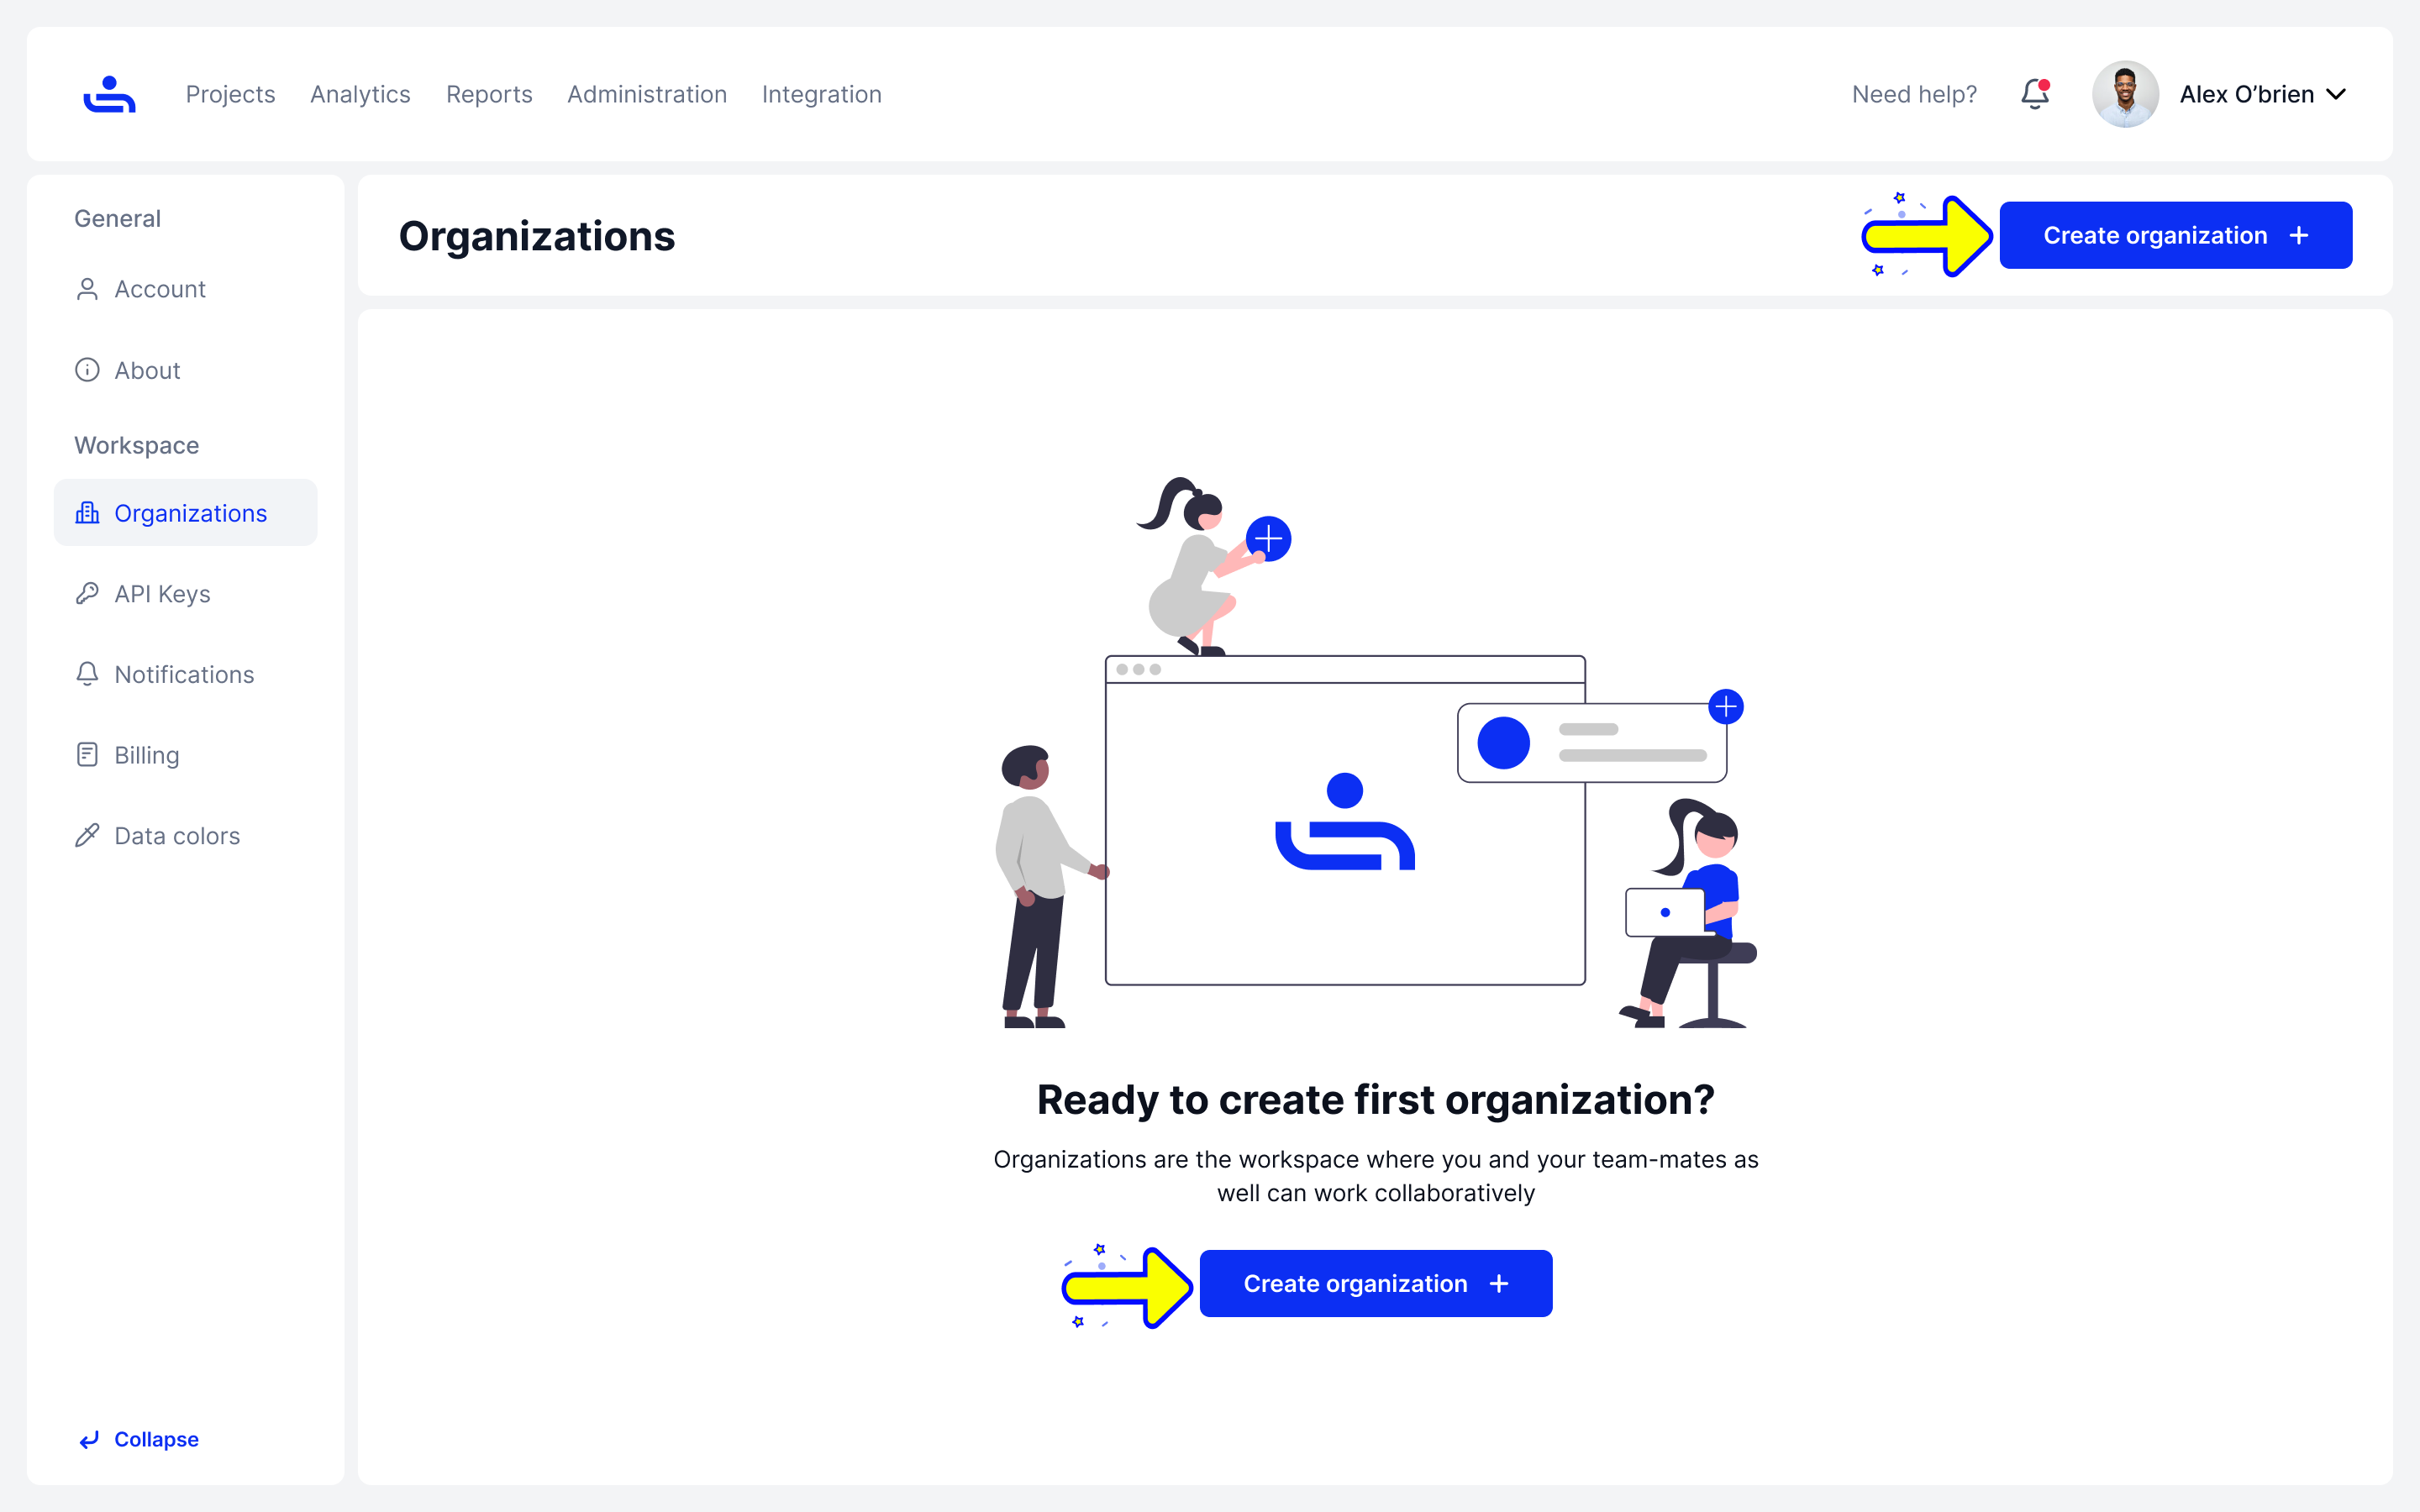 Projects
Analytics
Reports
Administration
Integration
Need help?
Alex O’brien
General
Account
About
Workspace
Organizations
API Keys
Notifications
Billing
Data colors
Collapse
Organizations
Create organization
Ready to create first organization?
Organizations are the workspace where you and your team-mates as
well can work collaboratively
Create organization